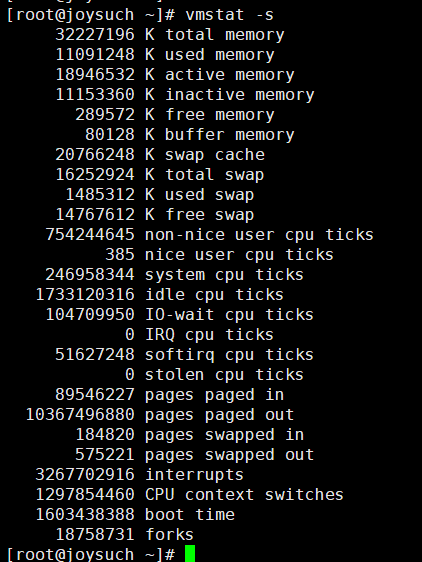 [root@joysuch ~]# vmstat -s
32227196 K total memory
11091248 K used memory
18946532 K active memory
11153360 K inactive memory
289572 K free memory
80128 K buffer memory
20766248 K swap cache
16252924 K total swap
1485312 K used swap
14767612 K free swap
754244645 non-nice user cpu ticks
385 nice user cpu ticks
246958344 system cpu ticks
1733120316 idle cpu ticks
104709950 IO-wait cpu ticks
0 IRQ cpu ticks
51627248 softirq cpu ticks
0 stolen cpu ticks
89546227 pages paged in
10367496880 pages paged out
184820 pages swapped in
575221 pages swapped out
3267702916 interrupts
1297854460 CPU context switches
1603438388 boot time
18758731 forks
[root@joysuch ~]#